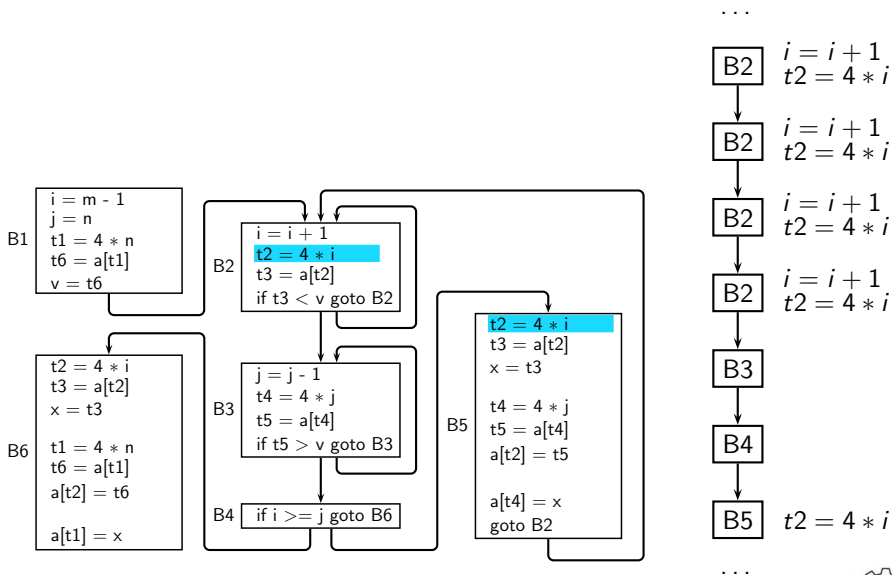 B1
i = m - 1
j = n
t1 = 4 * n
t6 = a[t1]
v = t6
B2
i = i + 1
t2 = 4 * i
t3 = a[t2]
if t3 < v goto B2
B3
j = j - 1
t4 = 4 * j
t5 = a[t4]
if t5 > v goto B3
B4
if i >= j goto B6
B5
t2 = 4 * i
t3 = a[t2]
x = t3
t4 = 4 * j
t5 = a[t4]
a[t2] = t5
a[t4] = x
goto B2
B6
t2 = 4 * i
t3 = a[t2]
x = t3
t1 = 4 * n
t6 = a[t1]
a[t2] = t6
a[t1] = x
. . .
B2
i = i + 1
t2 = 4 * i
B2
i = i + 1
t2 = 4 * i
B2
i = i + 1
t2 = 4 * i
B2
i = i + 1
t2 = 4 * i
B3
B4
B5
t2 = 4 * i
. . .